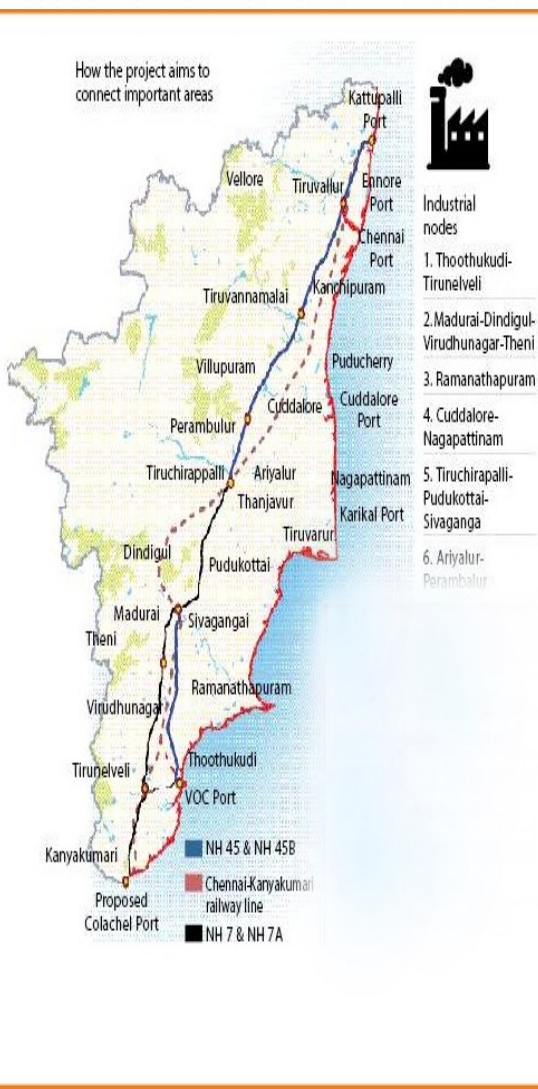 How the project aims to
connect important areas
Kattupalli
Port
Vellore
Tiruvallur
Ennore
Port
Chennai
Port
Kanchipuram
Tiruvannamalai
Villupuram
Puducherry
Cuddalore
Cuddalore
Port
Perambulur
Tiruchirappalli
Ariyalur
Thanjavur
Nagapattinam
Karikal Port
Tiruvarur
Dindigul
Pudukottai
Madurai
Sivagangai
Theni
Ramanathapuram
Virudhunagar
Thoothukudi
Tirunelveli
VOC Port
Kanyakumari
Proposed
Colachel Port
NH 45 & NH 45B
Chennai-Kanyakumari
railway line
NH 7 & NH 7A
Industrial
nodes
1. Thoothukudi-
Tirunelveli
2.Madurai-Dindigul-
Virudhunagar-Theni
3. Ramanathapuram
4. Cuddalore-
Nagapattinam
5. Tiruchirapalli-
Pudukottai-
Sivaganga
6. Ariyalur-
Perambalur